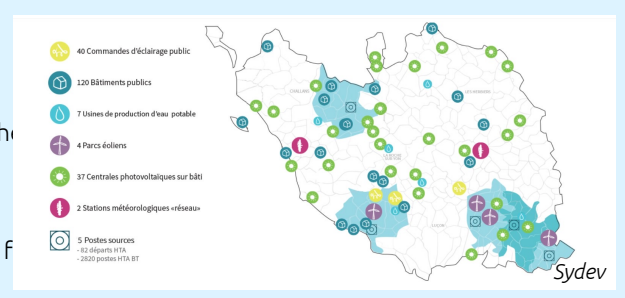 40 Commandes d'éclairage public
120 Bâtiments publics
7 Usines de production d'eau potable
4 Parcs éoliens
37 Centrales photovoltaïques sur bâti
2 Stations météorologiques «réseau»
5 Postes sources
- 82 départs HTA
- 2820 postes HTA BT
CHALLANS
LES HERBIERS
LUÇON
Sydev